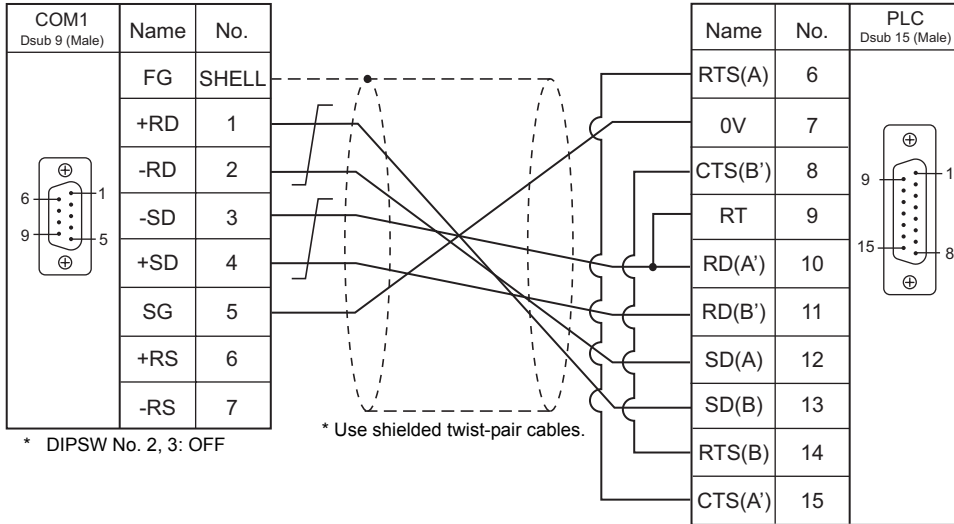 COM1
Dsub 9 (Male)
Name No.
FG SHELL
+RD 1
-RD 2
-SD 3
+SD 4
SG 5
+RS 6
-RS 7
6
1
9
5
* DIPSW No. 2, 3: OFF
* Use shielded twist-pair cables.
Name No.
PLC
Dsub 15 (Male)
RTS(A) 6
0V 7
CTS(B’) 8
RT 9
RD(A’) 10
RD(B’) 11
SD(A) 12
SD(B) 13
RTS(B) 14
CTS(A’) 15
9
1
15
8